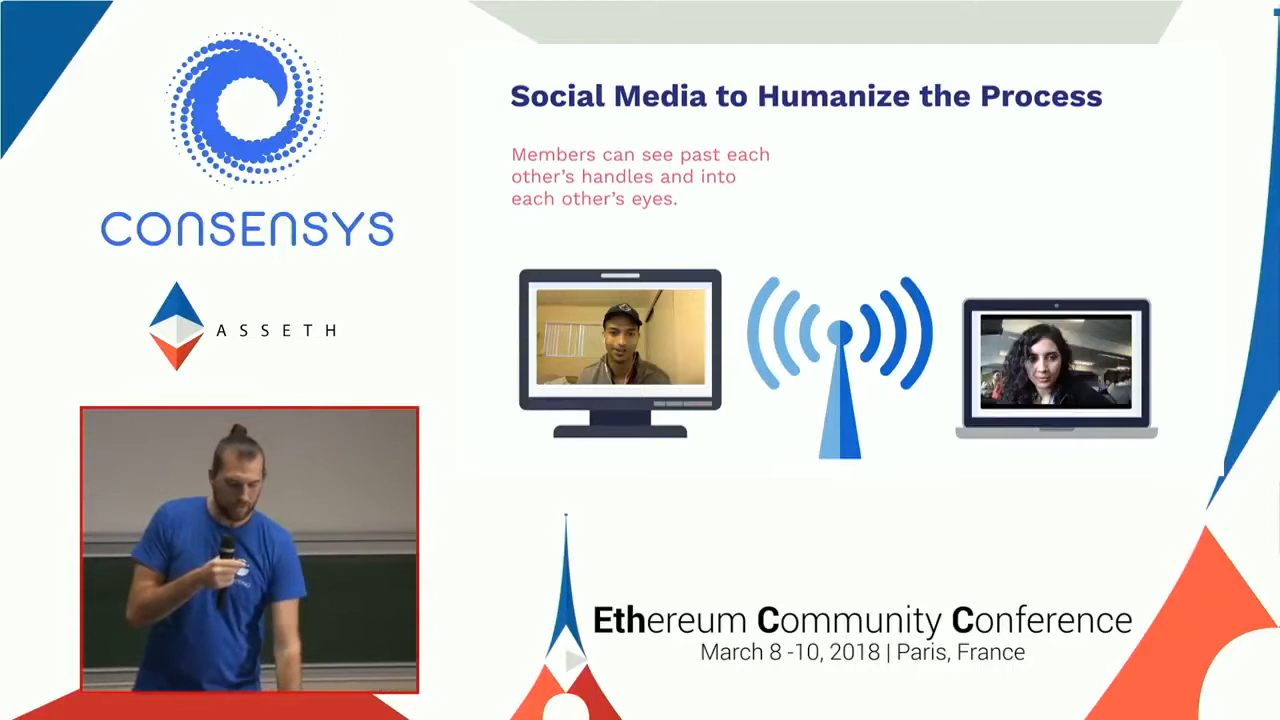 CONSENSYS
ASSETH
Social Media to Humanize the Process
Members can see past each
other's handles and into
each other's eyes.
Ethereum Community Conference
March 8 -10, 2018 | Paris, France